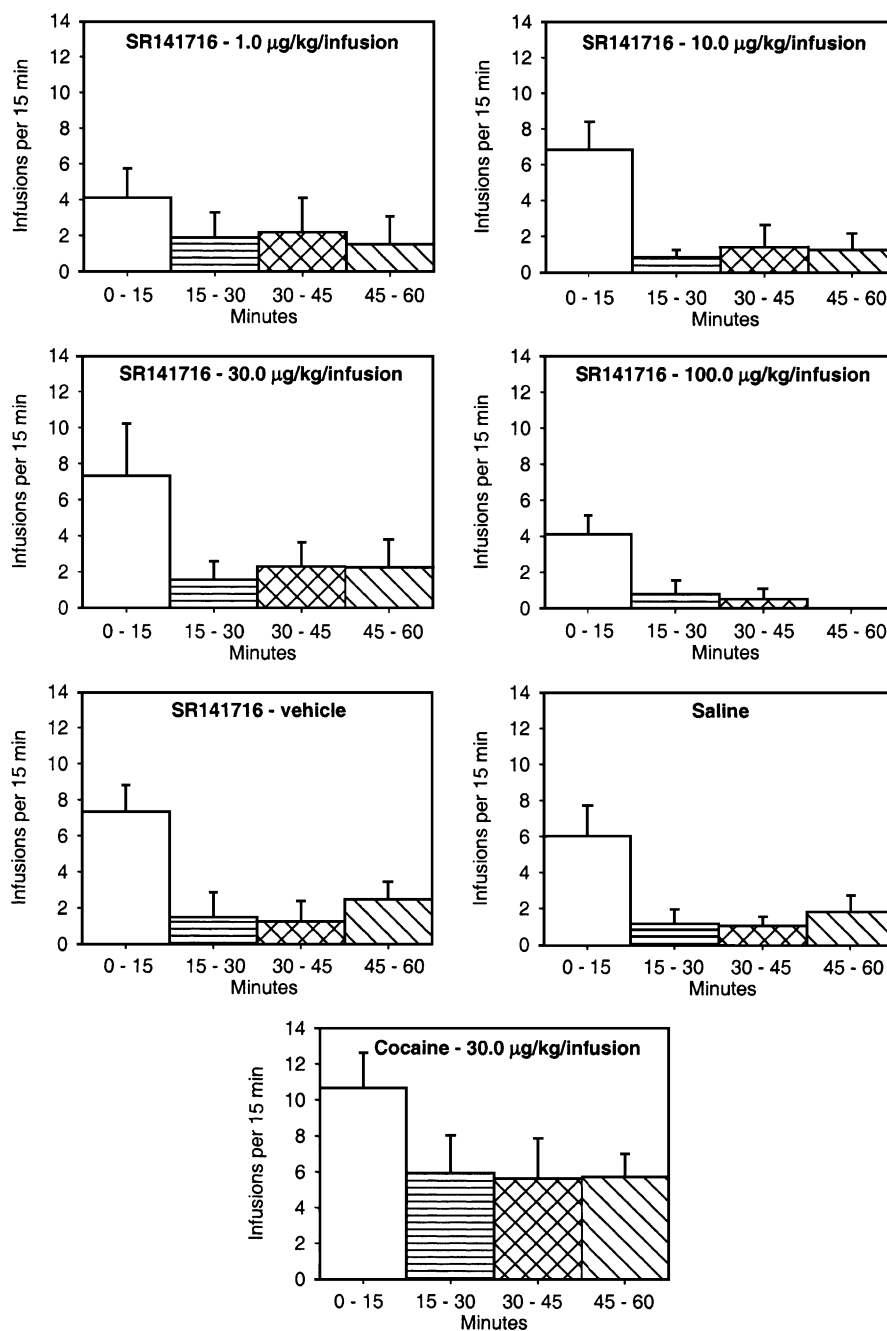 SR141716 - 1.0 µg/kg/infusion
Infusions per 15 min
14
12
10
8
6
4
2
0
0 - 15 15 - 30 30 - 45 45 - 60
Minutes
SR141716 - 10.0 µg/kg/infusion
Infusions per 15 min
14
12
10
8
6
4
2
0
0 - 15 15 - 30 30 - 45 45 - 60
Minutes
SR141716 - 30.0 µg/kg/infusion
Infusions per 15 min
14
12
10
8
6
4
2
0
0 - 15 15 - 30 30 - 45 45 - 60
Minutes
SR141716 - 100.0 µg/kg/infusion
Infusions per 15 min
14
12
10
8
6
4
2
0
0 - 15 15 - 30 30 - 45 45 - 60
Minutes
SR141716 - vehicle
Infusions per 15 min
14
12
10
8
6
4
2
0
0 - 15 15 - 30 30 - 45 45 - 60
Minutes
Saline
Infusions per 15 min
14
12
10
8
6
4
2
0
0 - 15 15 - 30 30 - 45 45 - 60
Minutes
Cocaine - 30.0 µg/kg/infusion
Infusions per 15 min
14
12
10
8
6
4
2
0
0 - 15 15 - 30 30 - 45 45 - 60
Minutes